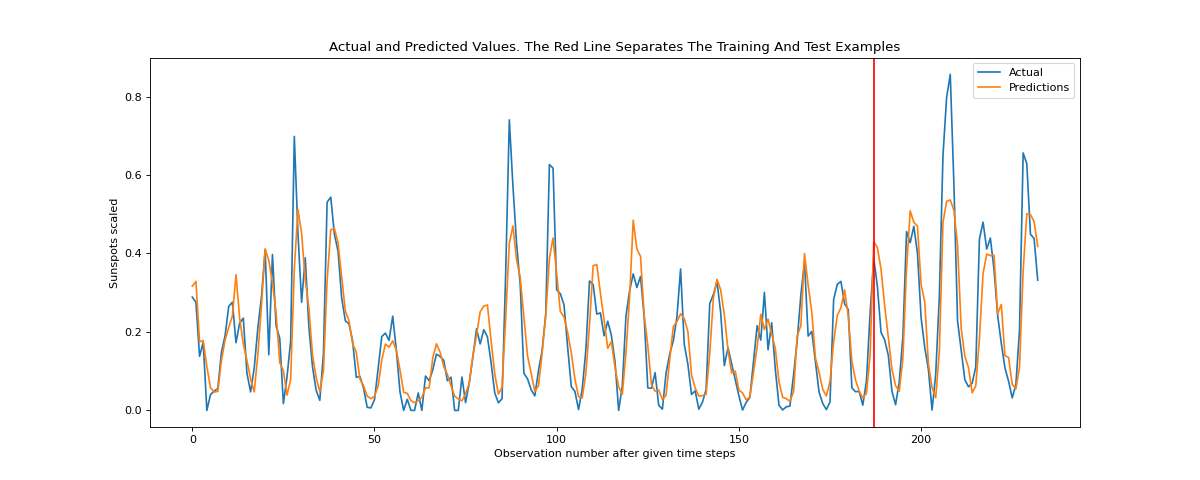 Actual and Predicted Values. The Red Line Separates The Training And Test Examples
Actual
Predictions
Sunspots scaled
0.8
0.6
0.4
0.2
0.0
0
50
100
150
200
Observation number after given time steps